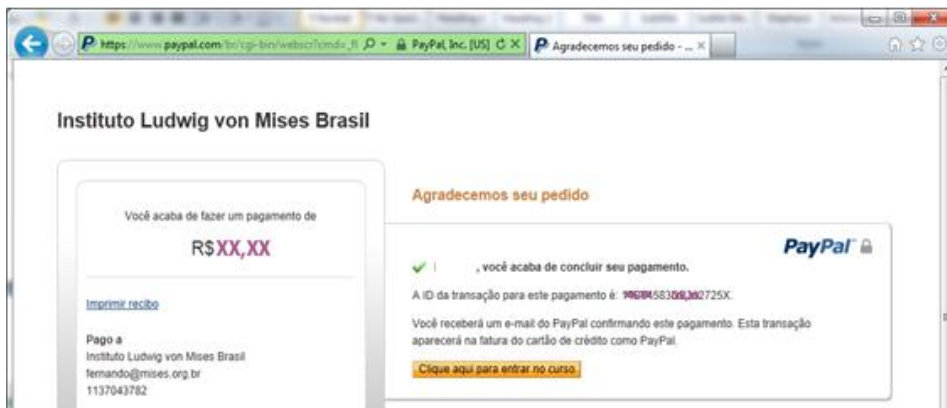 https://www.paypal.com/br/cgi-bin/webscr?cmd=_fl
PayPal, Inc. [US]
Agradecemos seu pedido - ...
Instituto Ludwig von Mises Brasil
Você acaba de fazer um pagamento de
R$XX,XX
Imprimir recibo
Pago a
Instituto Ludwig von Mises Brasil
fernando@mises.org.br
1137043782
Agradecemos seu pedido
PayPal
, você acaba de concluir seu pagamento.
A ID da transação para este pagamento é:
Você receberá um e-mail do PayPal confirmando este pagamento. Esta transação
aparecerá na fatura do cartão de crédito como PayPal.
Clique aqui para entrar no curso